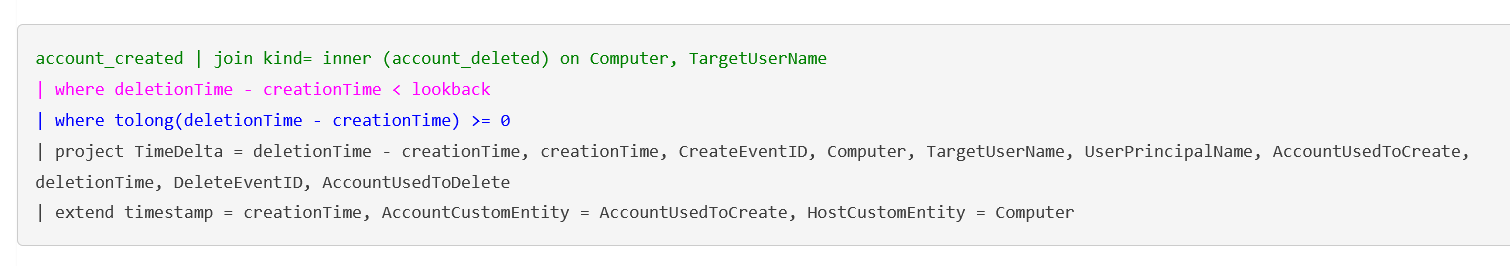 account_created | join kind= inner (account_deleted) on Computer, TargetUserName
| where deletionTime - creationTime < lookback
| where tolong(deletionTime - creationTime) >= 0
| project TimeDelta = deletionTime - creationTime, creationTime, CreateEventID, Computer, TargetUserName, UserPrincipalName, AccountUsedToCreate,
deletionTime, DeleteEventID, AccountUsedToDelete
| extend timestamp = creationTime, AccountCustomEntity = AccountUsedToCreate, HostCustomEntity = Computer